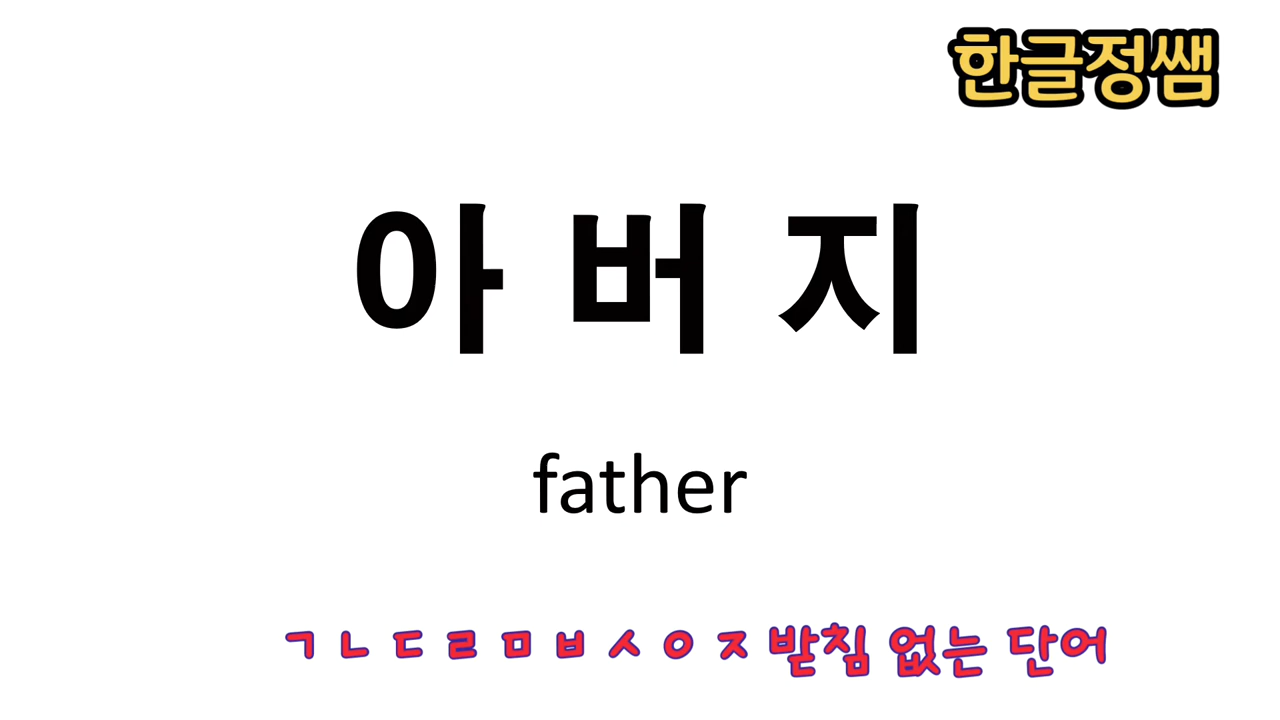 한글정쌤
아 버 지
father
ㄱ ㄴ ㄷ ㄹ ㅁ ㅂ ㅅ ㅇ ㅈ 받침 없는 단어